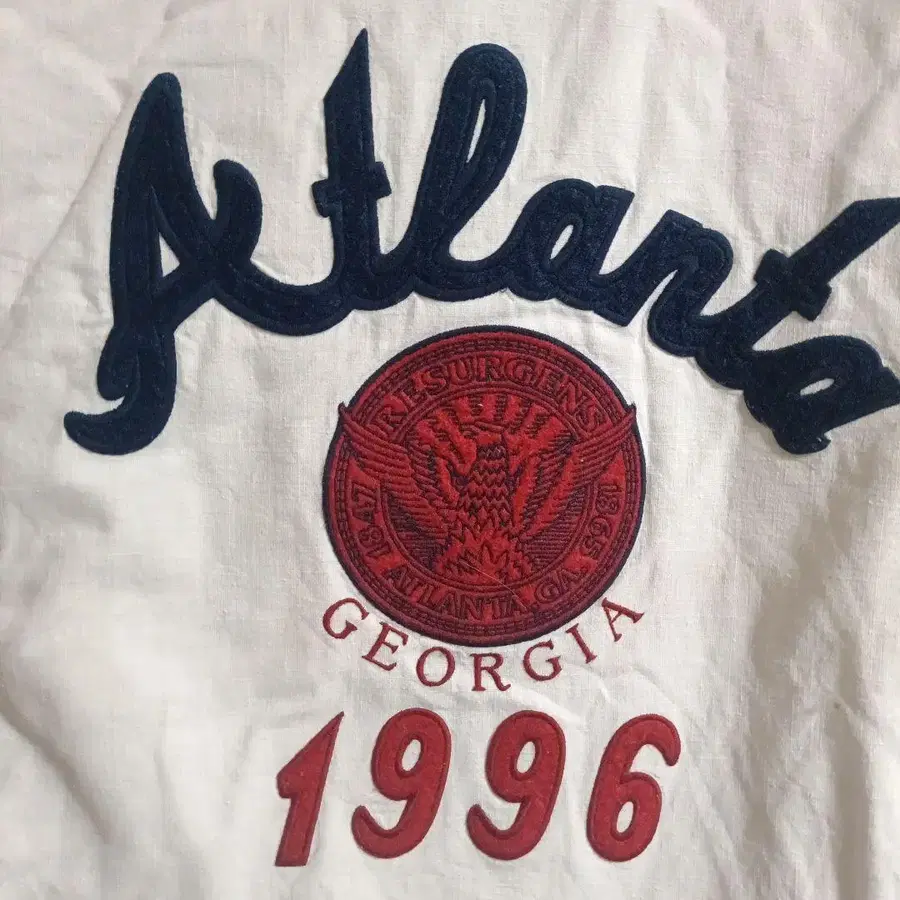 Atlanta
RESURGENS
1847 1865
ATLANTA, GA.
GEORGIA
1996